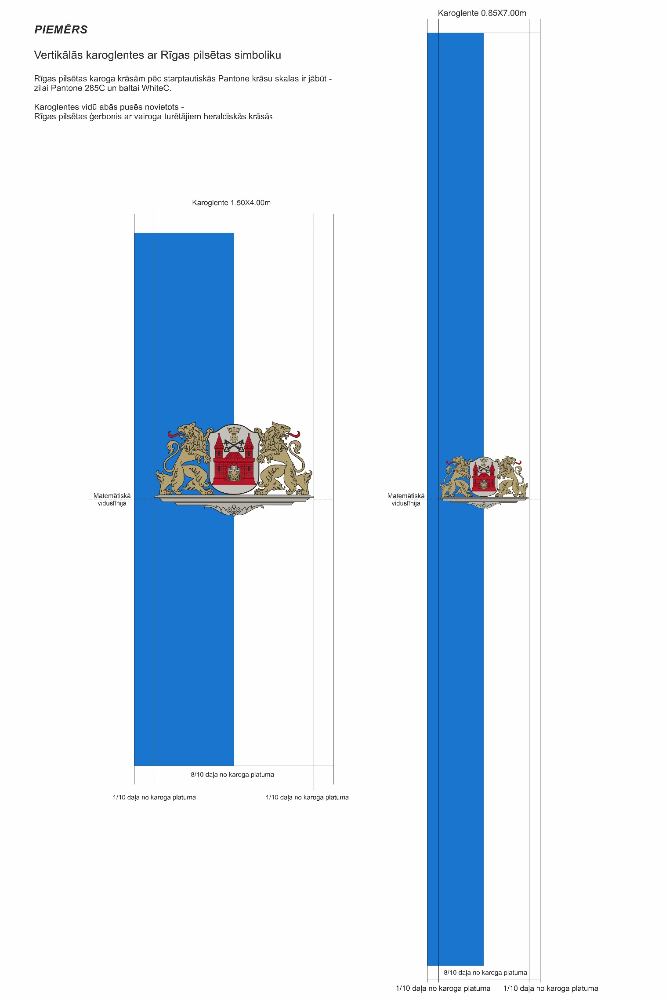 PIEMĒRS
Vertikālās karoglentes ar Rīgas pilsētas simboliku
Rīgas pilsētas karoga krāsām pēc starptautiskās Pantone krāsu skalas ir jābūt -
zilai Pantone 285C un baltai WhiteC.
Karoglentes vidū abās pusēs novietots -
Rīgas pilsētas ģerbonis ar vairoga turētājiem heraldiskās krāsās
Karoglente 1.50X4.00m
Matemātiskā
viduslīnija
8/10 daļa no karoga platuma
1/10 daļa no karoga platuma
1/10 daļa no karoga platuma
Karoglente 0.85X7.00m
Matemātiskā
viduslīnija
8/10 daļa no karoga platuma
1/10 daļa no karoga platuma
1/10 daļa no karoga platuma